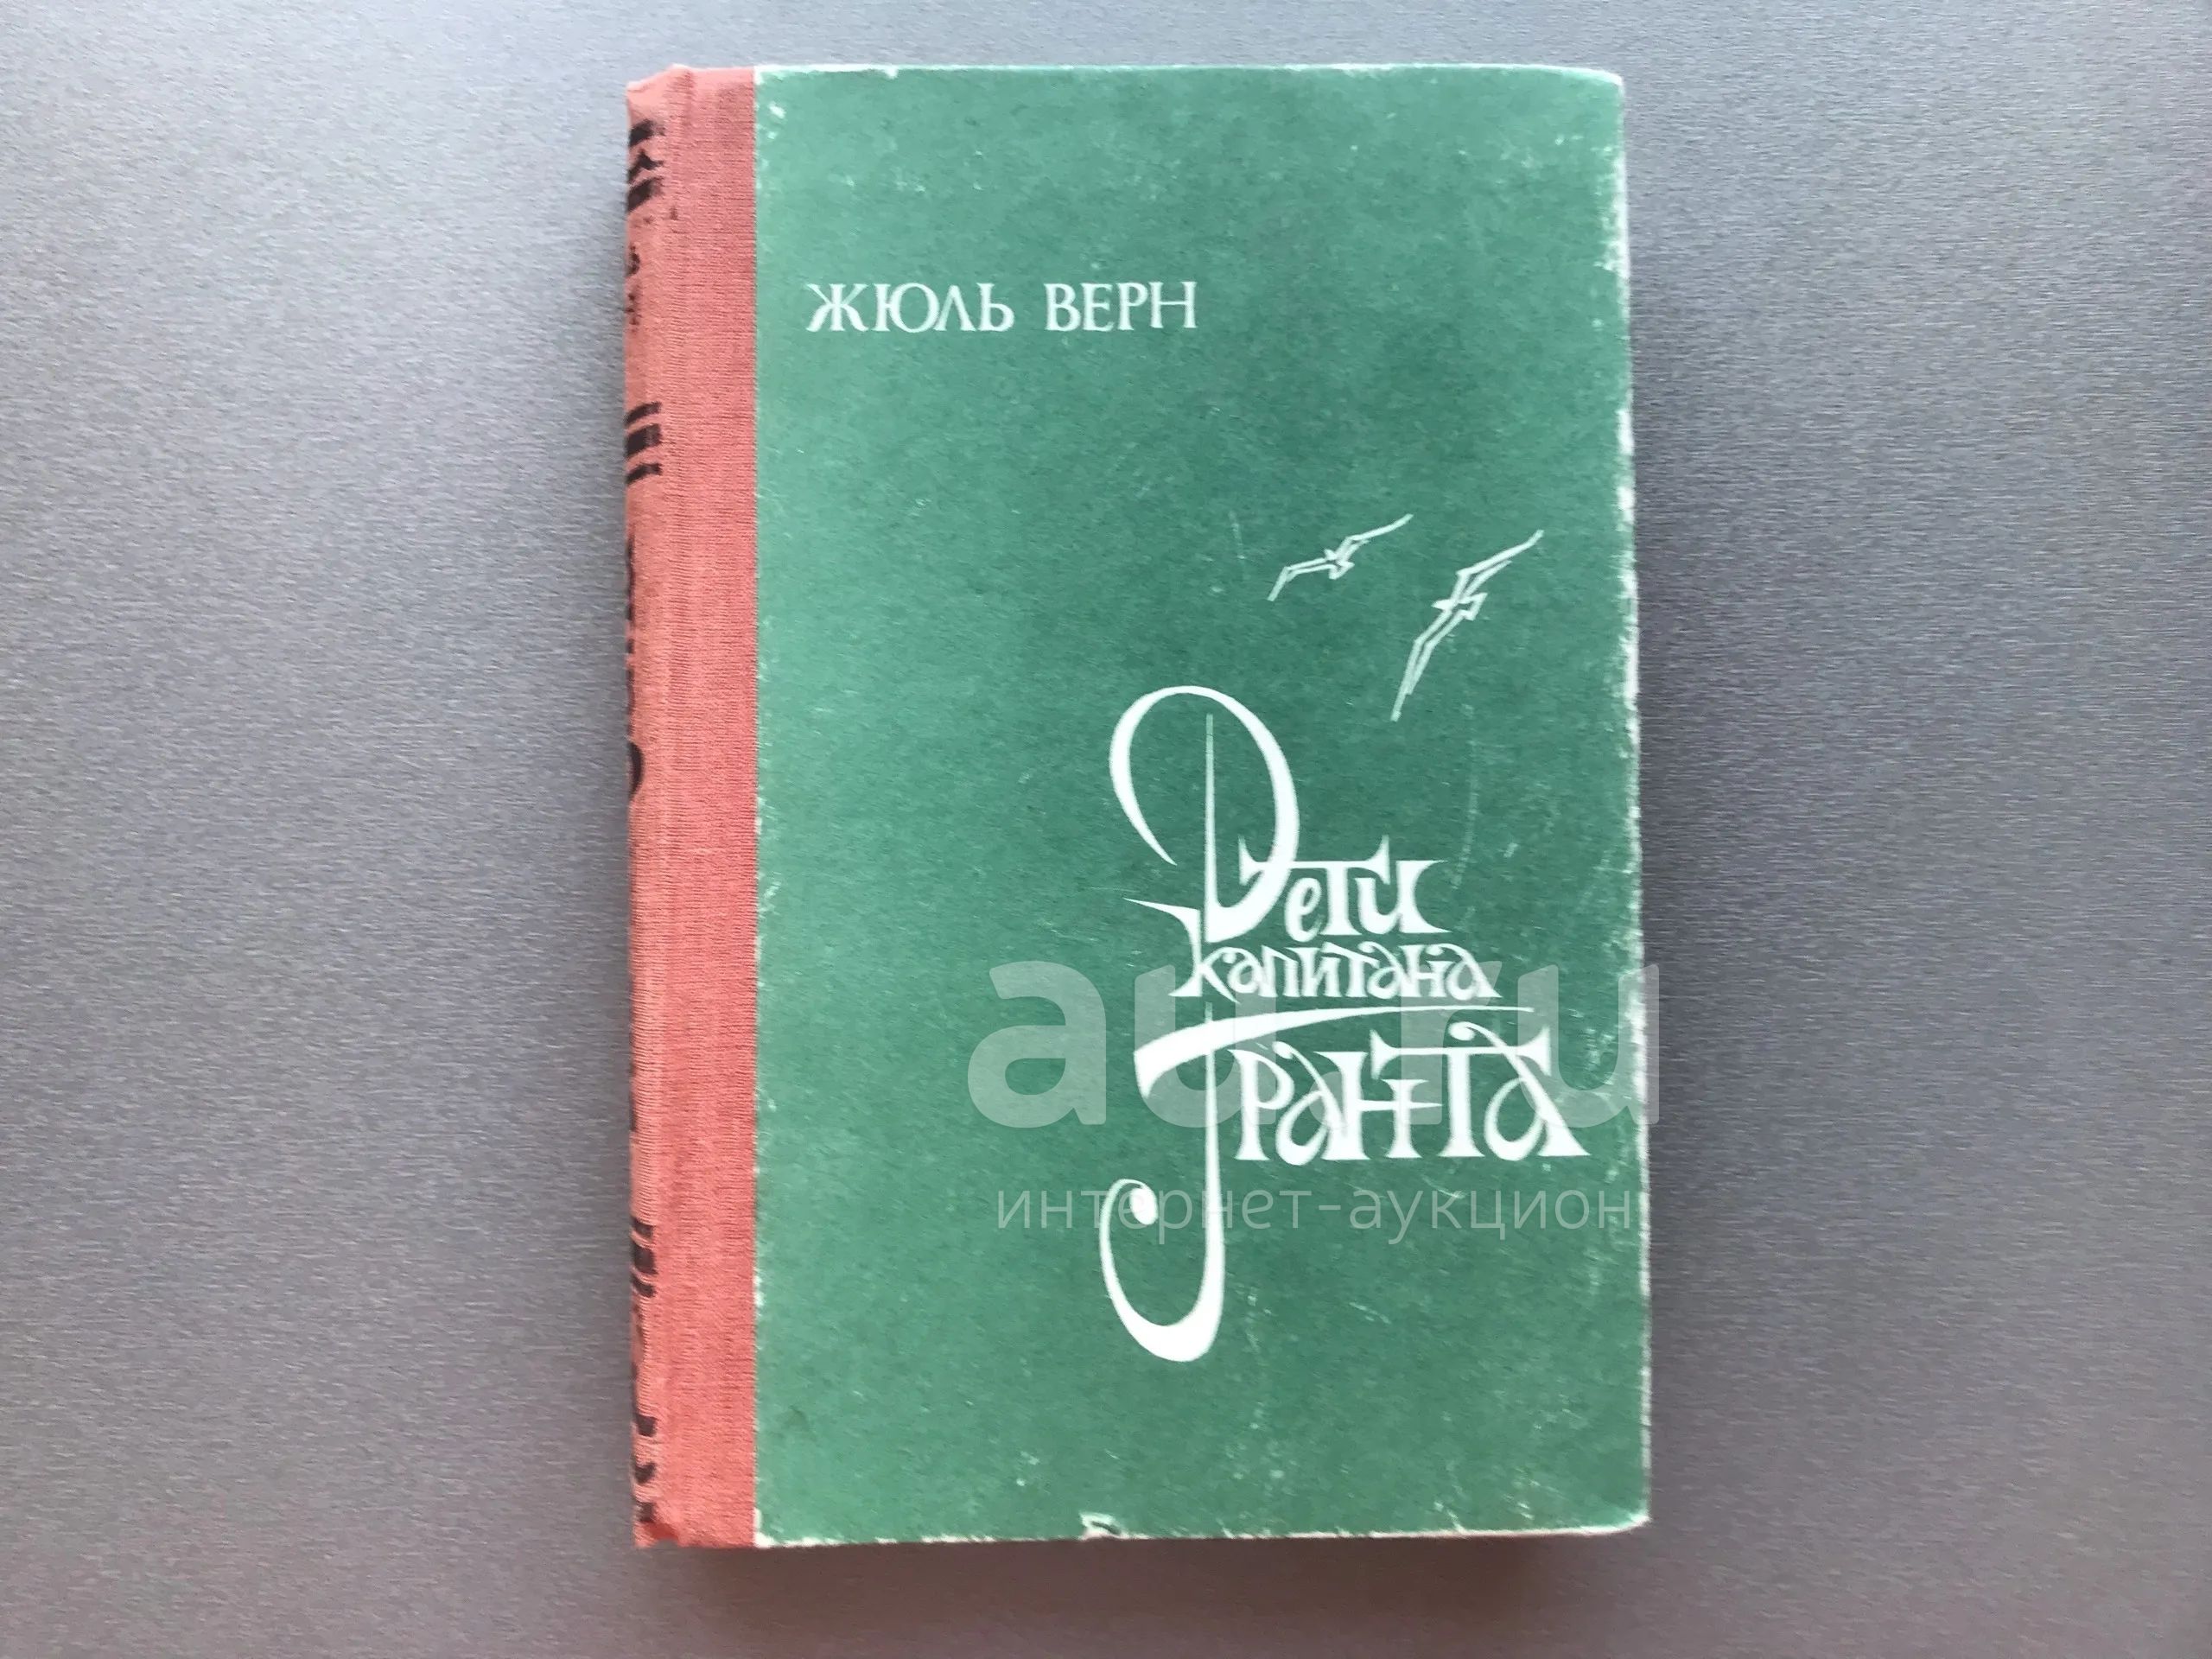 ЖЮЛЬ ВЕРН
Дети
капитана
Гранта
au.ru
интернет-аукцион